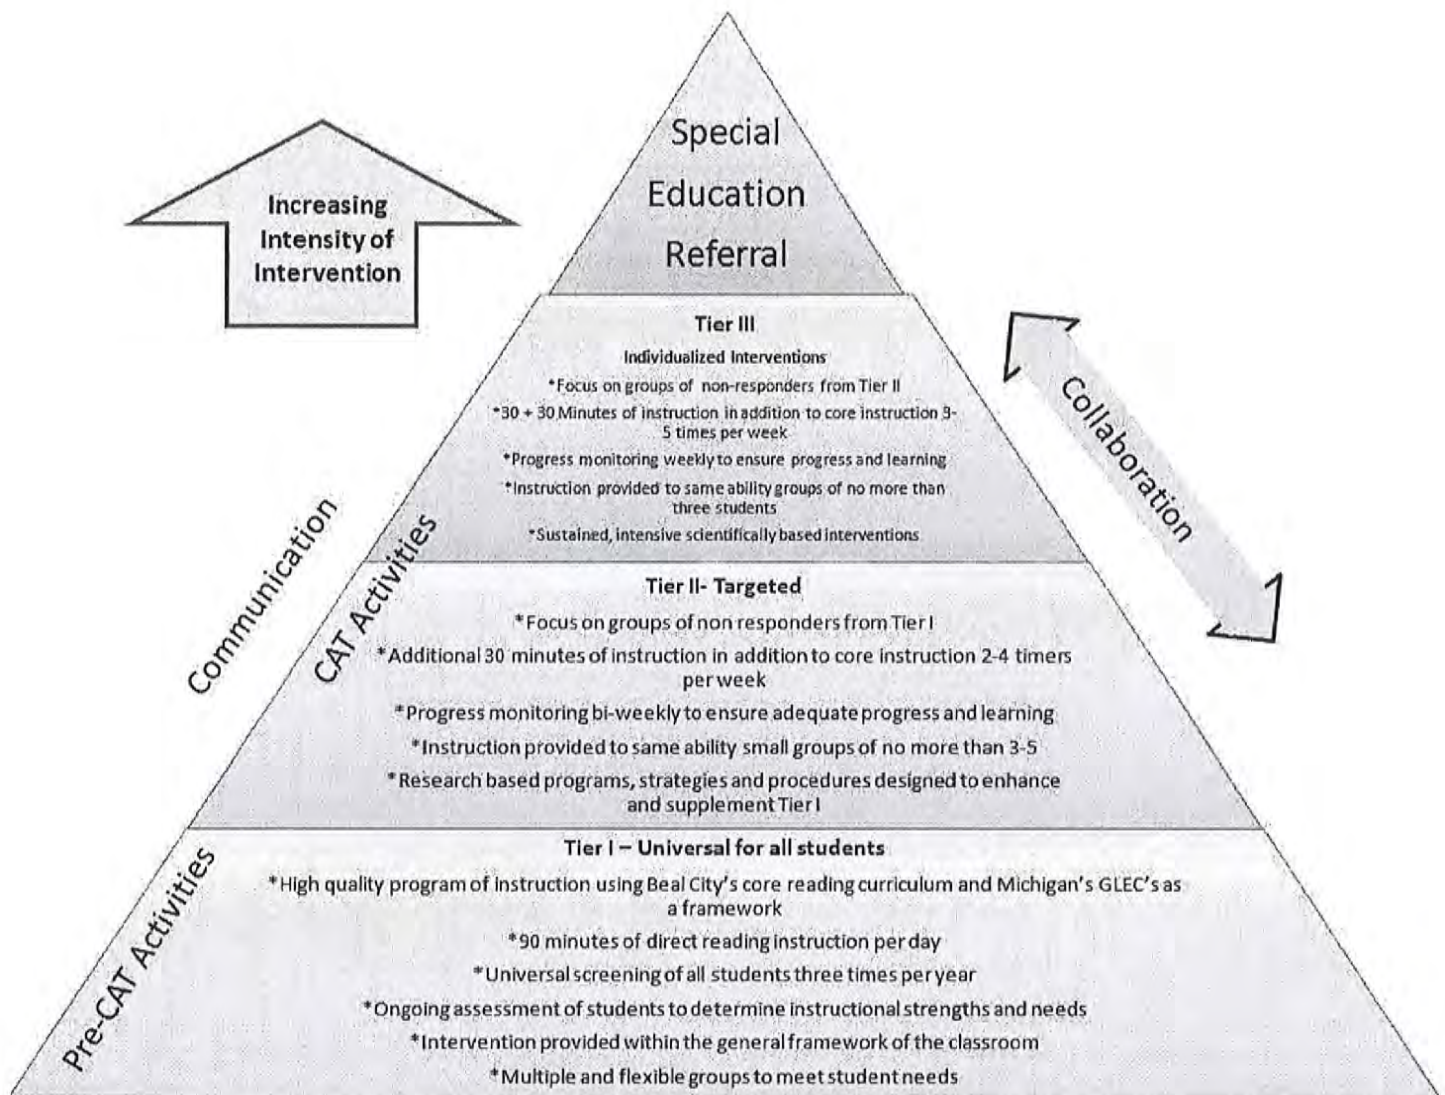 Special
Education
Referral
Increasing
Intensity of
Intervention
Tier III
Individualized Interventions
*Focus on groups of non-responders from Tier II
*30 + 30 Minutes of instruction in addition to core instruction 3-
5 times per week
*Progress monitoring weekly to ensure progress and learning
*Instruction provided to same ability groups of no more than
three students
*Sustained, intensive scientifically based interventions
Collaboration
Communication
CAT Activities
Tier II- Targeted
*Focus on groups of non responders from Tier I
*Additional 30 minutes of instruction in addition to core instruction 2-4 timers
per week
*Progress monitoring bi-weekly to ensure adequate progress and learning
*Instruction provided to same ability small groups of no more than 3-5
*Research based programs, strategies and procedures designed to enhance
and supplement Tier I
Pre-CAT Activities
Tier I – Universal for all students
*High quality program of instruction using Beal City's core reading curriculum and Michigan's GLEC's as
a framework
*90 minutes of direct reading instruction per day
*Universal screening of all students three times per year
*Ongoing assessment of students to determine instructional strengths and needs
*Intervention provided within the general framework of the classroom
*Multiple and flexible groups to meet student needs